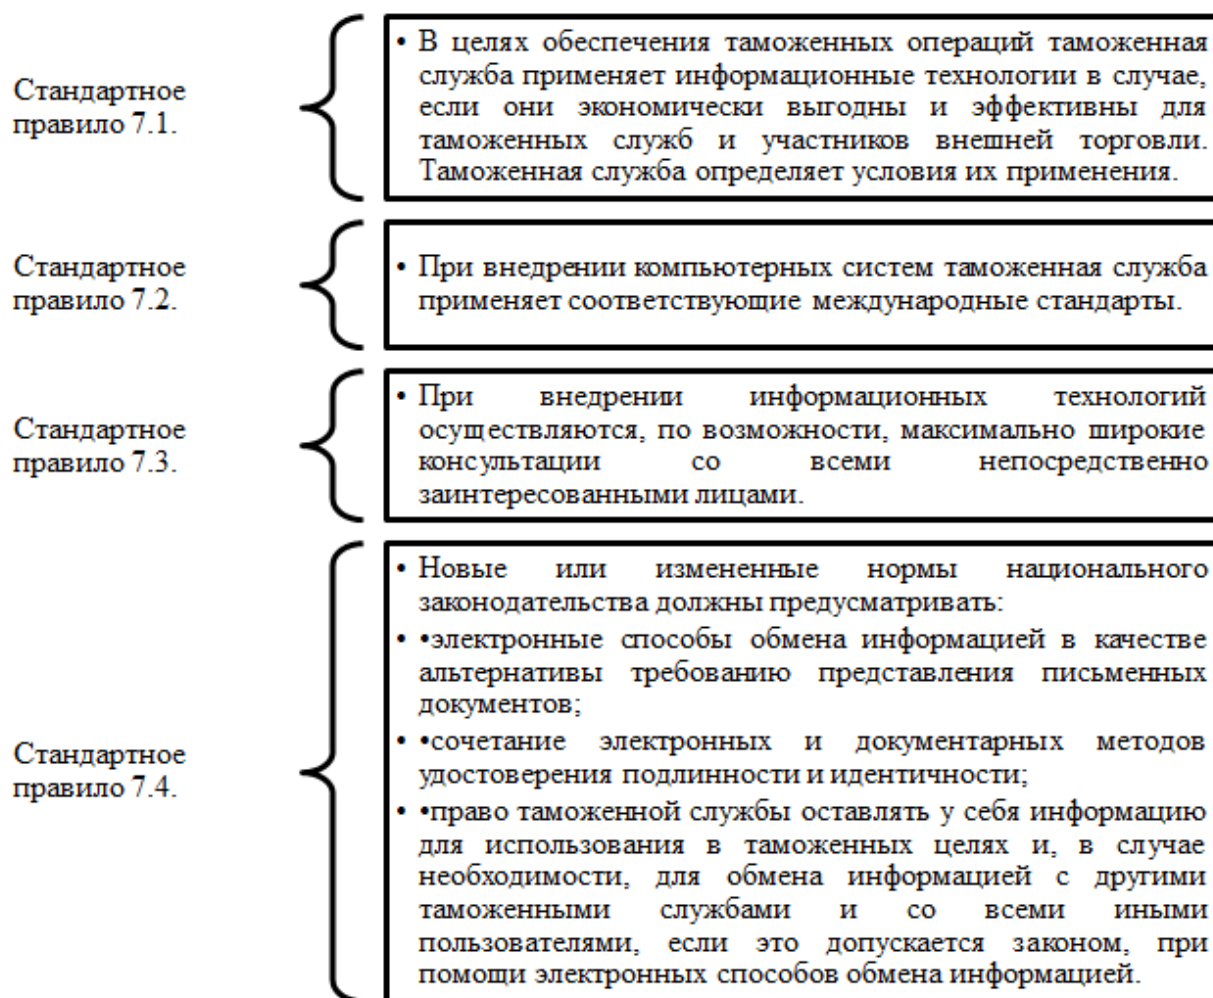 Стандартное
правило 7.1.
• В целях обеспечения таможенных операций таможенная
служба применяет информационные технологии в случае,
если они экономически выгодны и эффективны для
таможенных служб и участников внешней торговли.
Таможенная служба определяет условия их применения.
Стандартное
правило 7.2.
• При внедрении компьютерных систем таможенная служба
применяет соответствующие международные стандарты.
Стандартное
правило 7.3.
• При внедрении информационных технологий
осуществляются, по возможности, максимально широкие
консультации со всеми непосредственно
заинтересованными лицами.
Стандартное
правило 7.4.
• Новые или измененные нормы национального
законодательства должны предусматривать:
• •электронные способы обмена информацией в качестве
альтернативы требованию представления письменных
документов;
• •сочетание электронных и документарных методов
удостоверения подлинности и идентичности;
• •право таможенной службы оставлять у себя информацию
для использования в таможенных целях и, в случае
необходимости, для обмена информацией с другими
таможенными службами и со всеми иными
пользователями, если это допускается законом, при
помощи электронных способов обмена информацией.